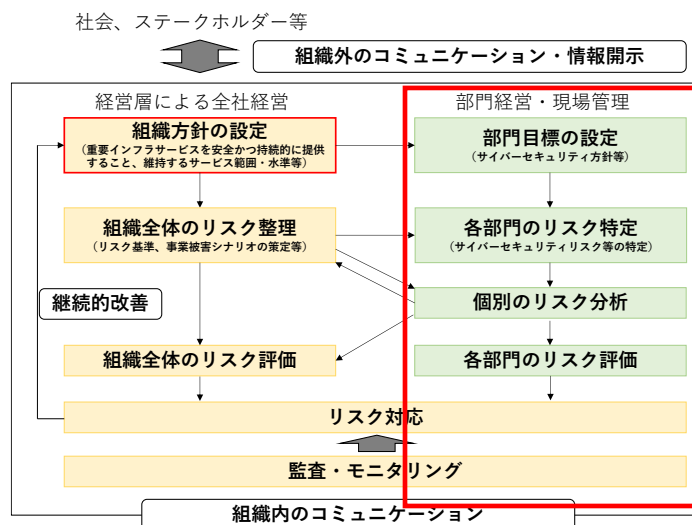 社会、ステークホルダー等
組織外のコミュニケーション・情報開示
経営層による全社経営
部門経営・現場管理
組織方針の設定
（重要インフラサービスを安全かつ持続的に提供
すること、維持するサービス範囲・水準等）
部門目標の設定
（サイバーセキュリティ方針等）
組織全体のリスク整理
（リスク基準、事業被害シナリオの策定等）
各部門のリスク特定
（サイバーセキュリティリスク等の特定）
継続的改善
個別のリスク分析
組織全体のリスク評価
各部門のリスク評価
リスク対応
監査・モニタリング
組織内のコミュニケーション